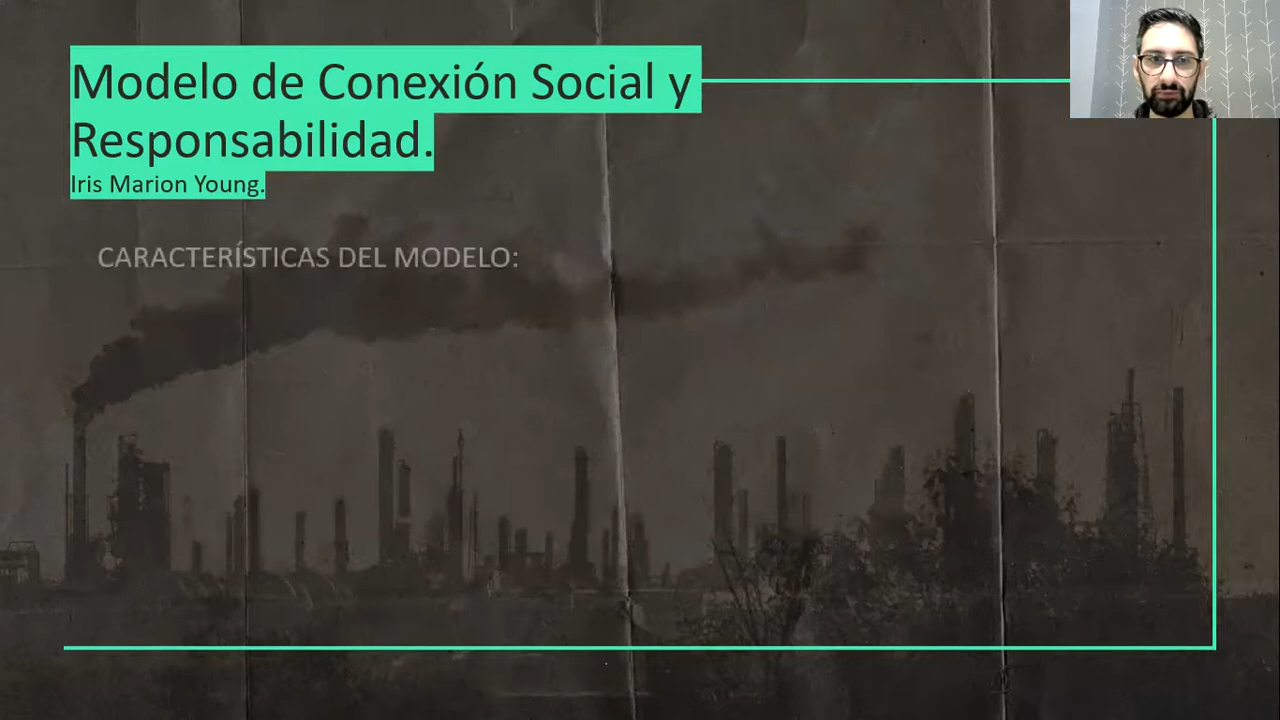 Modelo de Conexión Social y
Responsabilidad.
Iris Marion Young.
CARACTERÍSTICAS DEL MODELO: